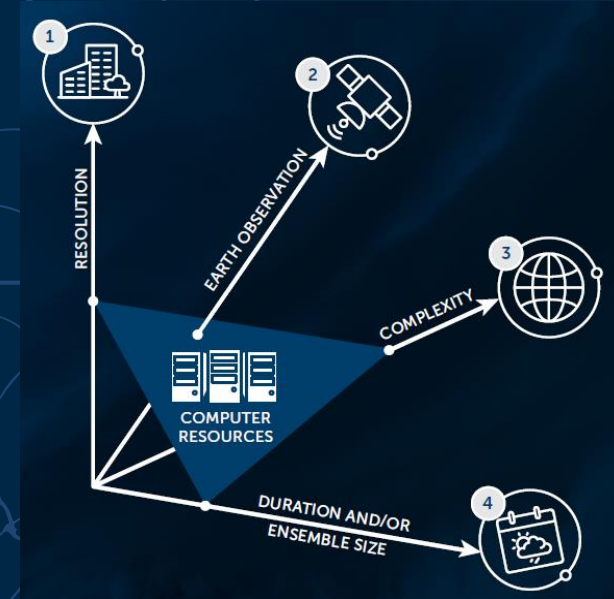 1
2
RESOLUTION
EARTH OBSERVATION
3
COMPLEXITY
COMPUTER
RESOURCES
4
DURATION AND/OR
ENSEMBLE SIZE